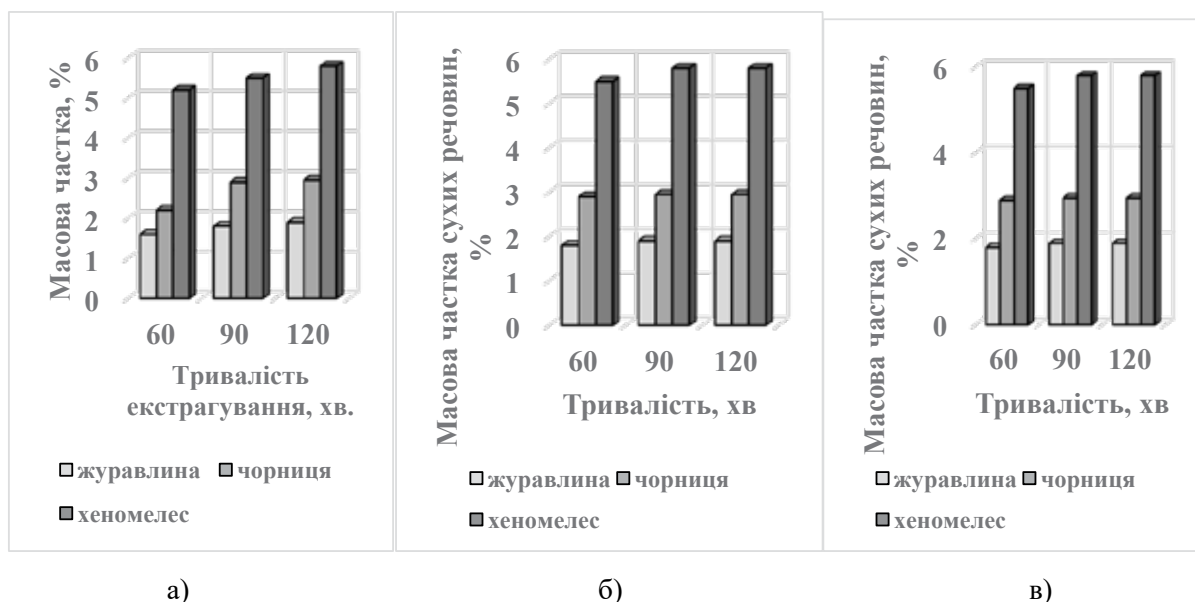 Масова частка, %
6
5
4
3
2
1
0
60 90 120
Тривалість
екстрагування, хв.
журавлина чорниця
хеномелес
а)
Масова частка сухих речовин,
%
6
5
4
3
2
1
0
60 90 120
Тривалість, хв
журавлина чорниця
хеномелес
б)
Масова частка сухих речовин,
%
6
4
2
0
60 90 120
Тривалість, хв
журавлина чорниця
хеномелес
в)